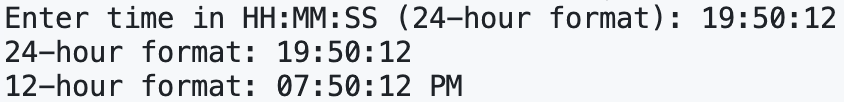 Enter time in HH:MM:SS (24-hour format): 19:50:12
24-hour format: 19:50:12
12-hour format: 07:50:12 PM